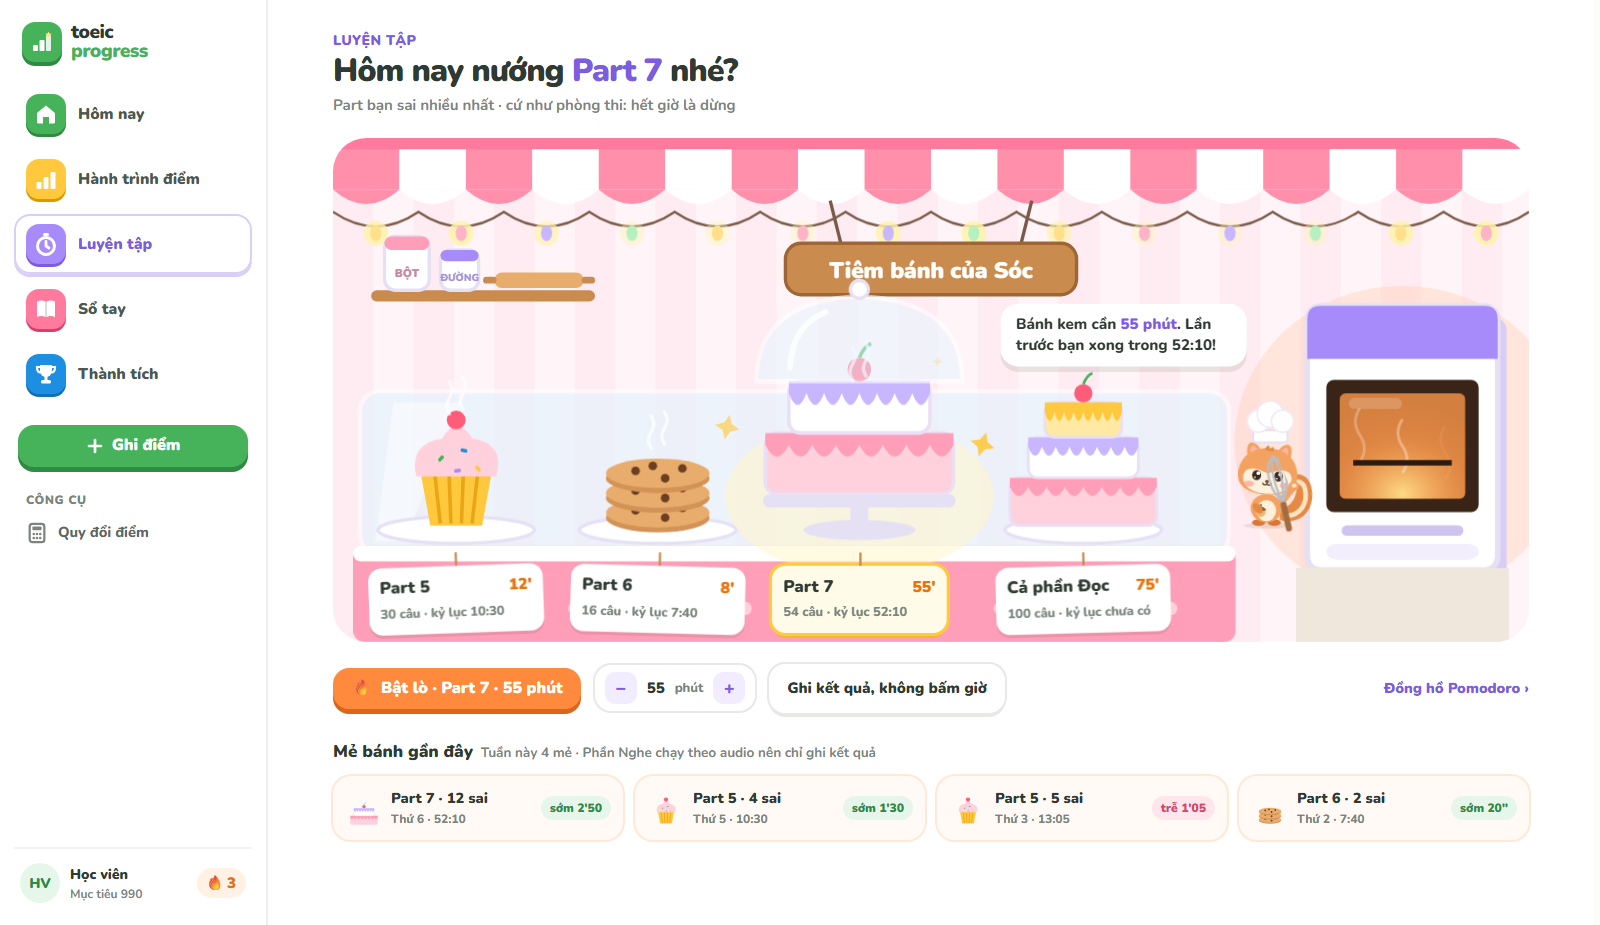 toeic
progress
Hôm nay
Hành trình điểm
Luyện tập
Sổ tay
Thành tích
+ Ghi điểm
CÔNG CỤ
Quy đổi điểm
HV
Học viên
Mục tiêu 990
3
LUYỆN TẬP
Hôm nay nướng Part 7 nhé?
Part bạn sai nhiều nhất · cứ như phòng thi: hết giờ là dừng
BỘT
ĐƯỜNG
Tiệm bánh của Sóc
Bánh kem cần 55 phút. Lần
trước bạn xong trong 52:10!
Part 5 12'
30 câu · kỷ lục 10:30
Part 6 8'
16 câu · kỷ lục 7:40
Part 7 55'
54 câu · kỷ lục 52:10
Cả phần Đọc 75'
100 câu · kỷ lục chưa có
Bật lò · Part 7 · 55 phút
− 55 phút +
Ghi kết quả, không bấm giờ
Đồng hồ Pomodoro ›
Mẻ bánh gần đây Tuần này 4 mẻ · Phần Nghe chạy theo audio nên chỉ ghi kết quả
Part 7 · 12 sai
Thứ 6 · 52:10
sớm 2'50
Part 5 · 4 sai
Thứ 5 · 10:30
sớm 1'30
Part 5 · 5 sai
Thứ 3 · 13:05
trễ 1'05
Part 6 · 2 sai
Thứ 2 · 7:40
sớm 20"